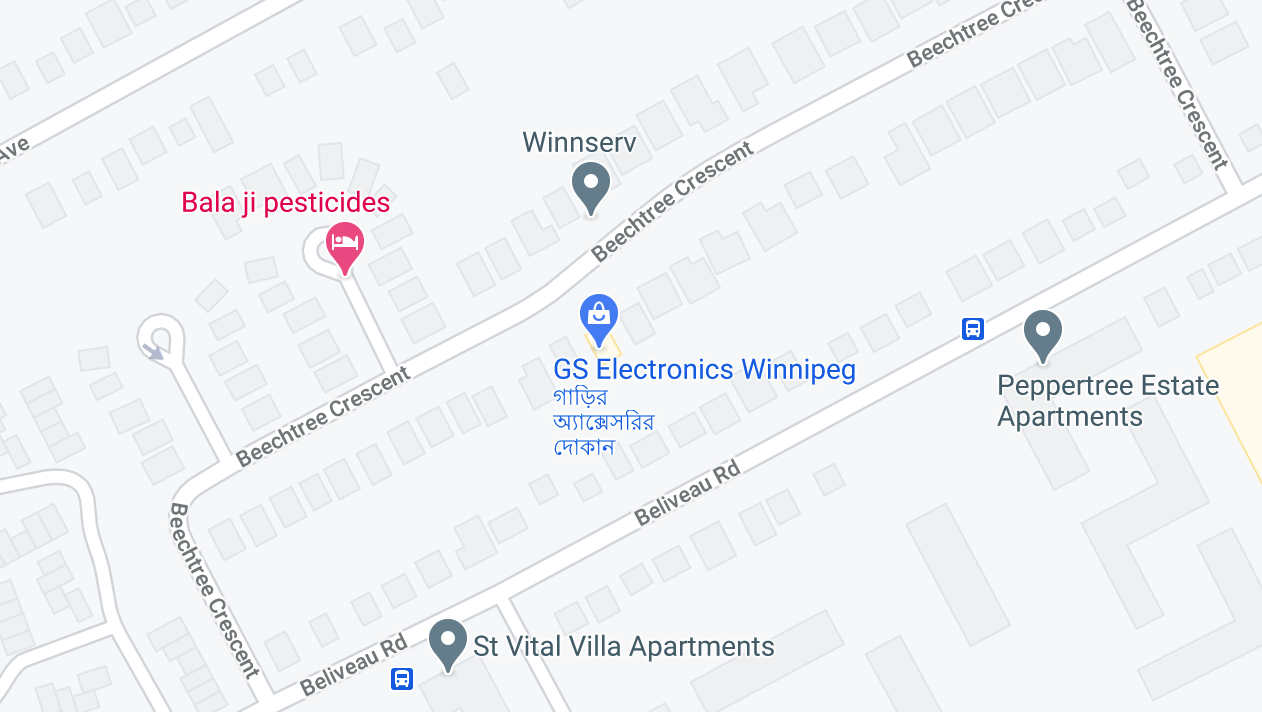 Beechtree Cres
Beechtree Crescent
Ave
Winnserv
Beechtree Crescent
Bala ji pesticides
GS Electronics Winnipeg
গাড়ির
অ্যাক্সেসরির
দোকান
Peppertree Estate
Apartments
Beechtree Crescent
Beliveau Rd
Beechtree Crescent
St Vital Villa Apartments
Beliveau Rd